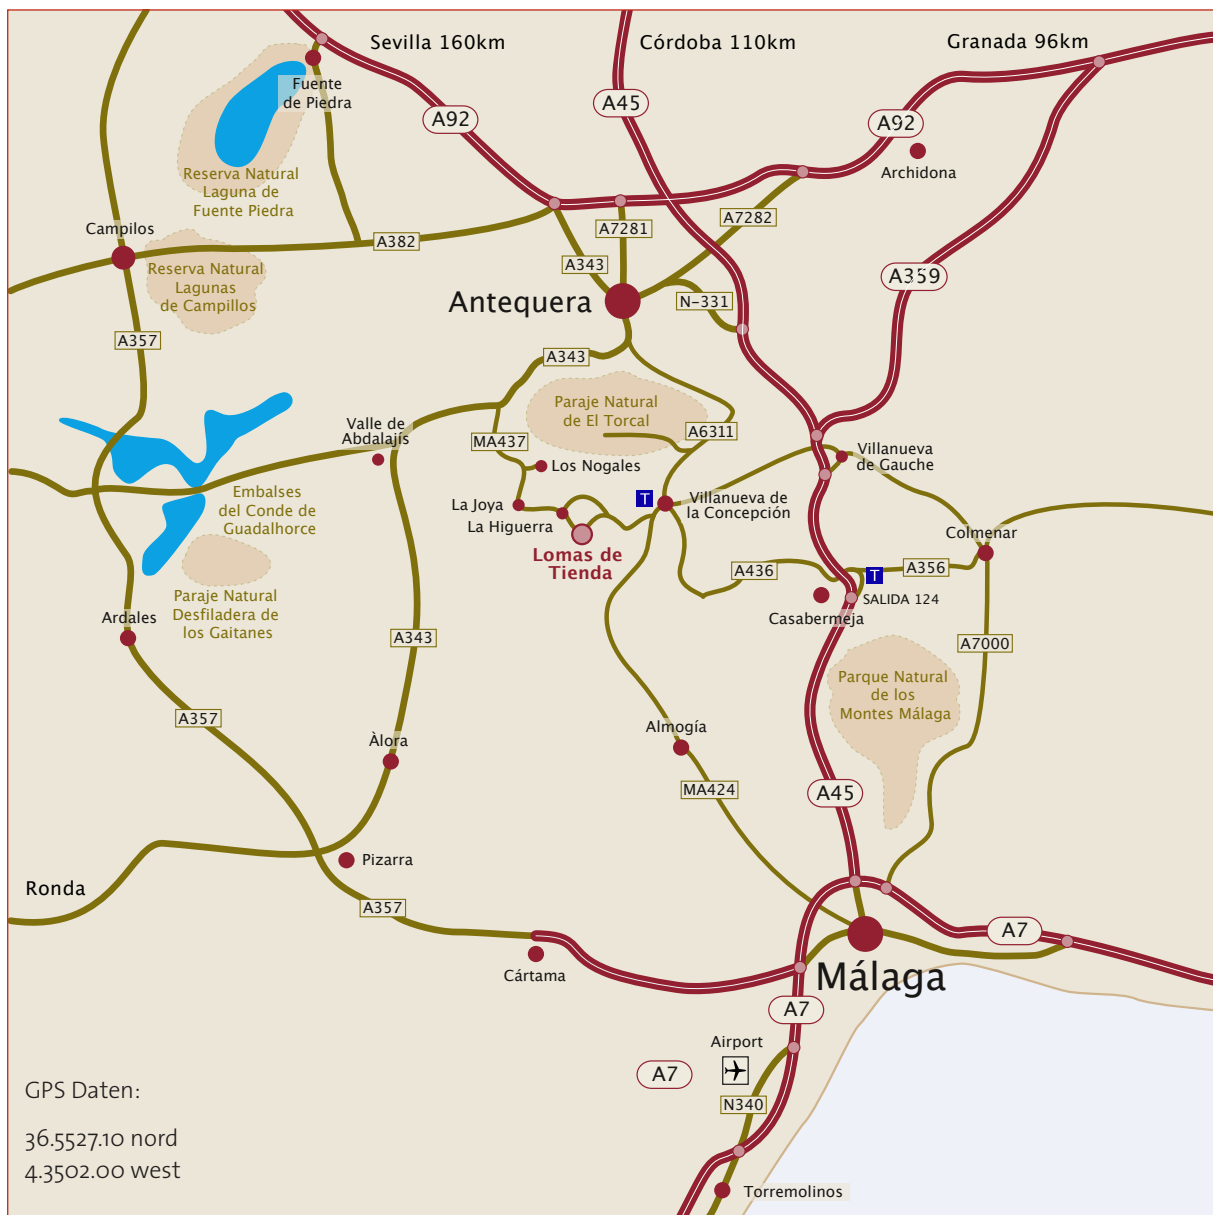 Sevilla 160km
Córdoba 110km
Granada 96km
Fuente
de Piedra
A92
A45
A92
Archidona
Reserva Natural
Laguna de
Fuente Piedra
Campilos
A382
A7281
A7282
A343
Reserva Natural
Lagunas
de Campillos
A359
Antequera
N-331
A357
A343
Paraje Natural
de El Torcal
Valle de
Abdalajís
MA437
A6311
Los Nogales
Villanueva
de Gauche
Embalses
del Conde de
Guadalhorce
La Joya
La Higuerra
T
Villanueva de
la Concepción
Lomas de
Tienda
Colmenar
A436
T
A356
Casabermeja
SALIDA 124
Paraje Natural
Desfiladera de
los Gaitanes
Ardales
A343
A7000
Parque Natural
de los
Montes Málaga
A357
Àlora
Almogía
MA424
A45
Pizarra
Ronda
A357
A7
Cártama
Málaga
A7
Airport
A7
N340
GPS Daten:
36.5527.10 nord
4.3502.00 west
Torremolinos